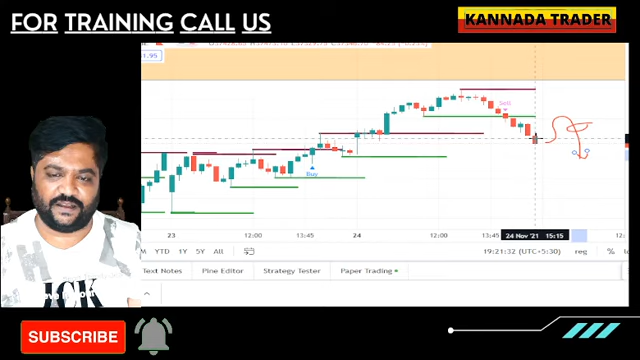 FOR TRAINING CALL US
KANNADA TRADER
Sell
Buy
23
12:00
13:45
24
12:00
13:45
24 Nov '21 15:15
YTD
1Y
5Y
All
19:21:32 (UTC+5:30)
reg
%
Text Notes
Pine Editor
Strategy Tester
Paper Trading
SUBSCRIBE